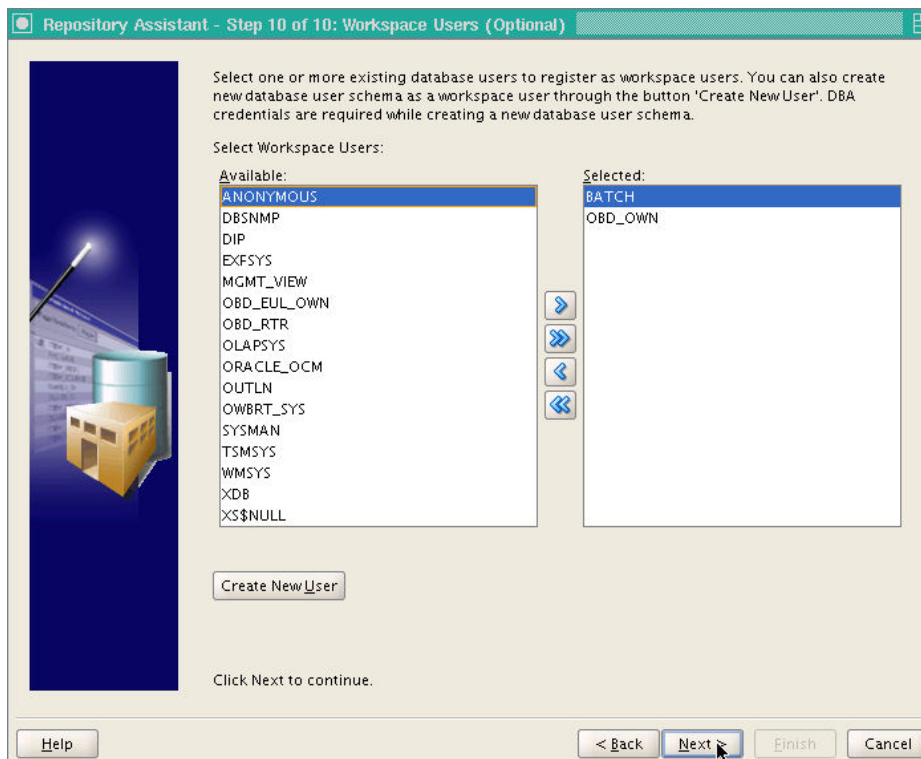 Repository Assistant - Step 10 of 10: Workspace Users (Optional)
Select one or more existing database users to register as workspace users. You can also create
new database user schema as a workspace user through the button 'Create New User'. DBA
credentials are required while creating a new database user schema.
Select Workspace Users:
Available:
ANONYMOUS
DBSNMP
DIP
EXFSYS
MGMT_VIEW
OBD_EUL_OWN
OBD_RTR
OLAPSYS
ORACLE_OCM
OUTLN
OWBRT_SYS
SYSMAN
TSMSYS
WMSYS
XDB
XS$NULL
Selected:
BATCH
OBD_OWN
Create New User
Click Next to continue.
Help
< Back
Next >
Finish
Cancel